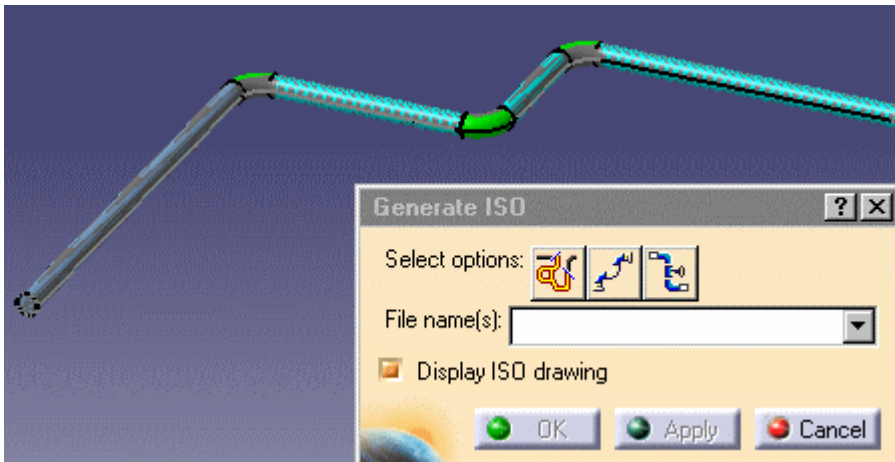 Generate ISO
Select options:
File name(s):
Display ISO drawing
OK Apply Cancel